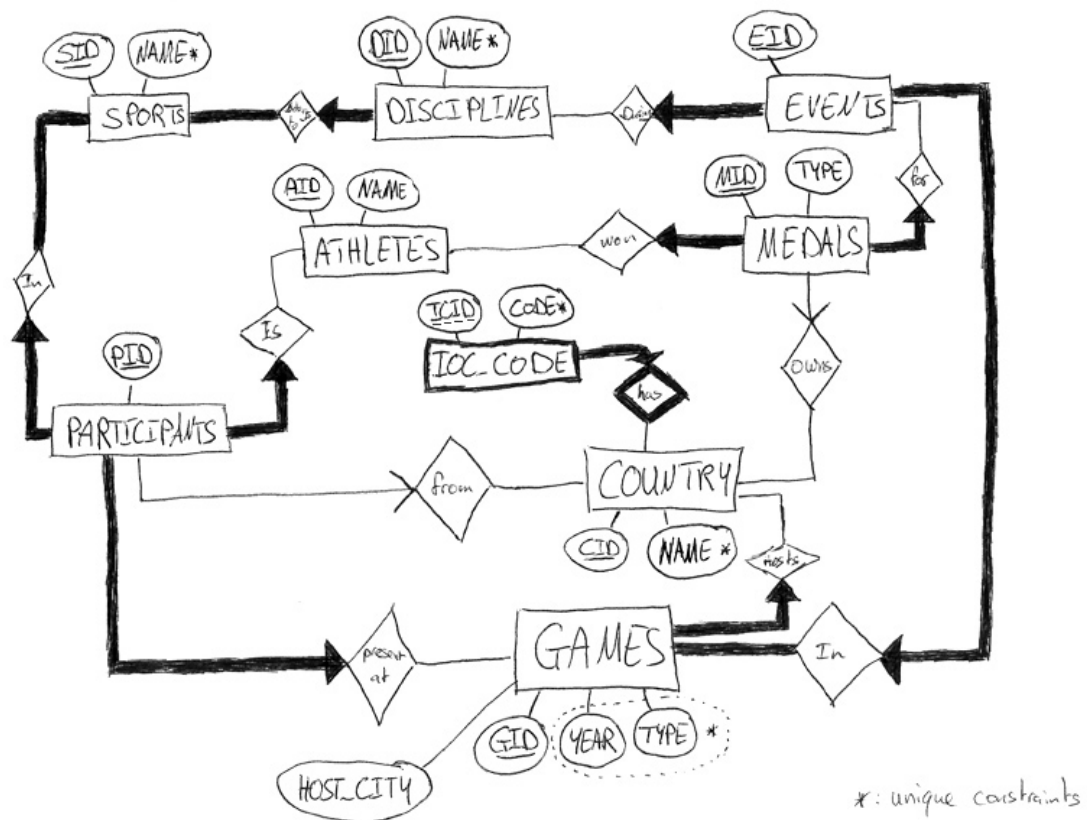 SID
NAME*
DID
NAME*
EID
SPORTS
DISCIPLINES
During
EVENTS
AID
NAME
MID
TYPE
for
ATHLETES
won
MEDALS
In
Is
ICID
CODE*
IOC_CODE
has
owns
PID
PARTICIPANTS
from
COUNTRY
CID
NAME *
Hosts
present
at
GAMES
In
GID
YEAR
TYPE
*
HOST_CITY
*: unique constraints